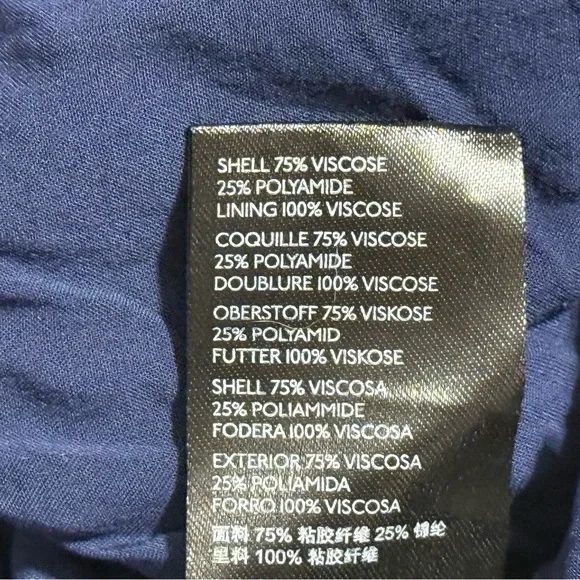 SHELL 75% VISCOSE
25% POLYAMIDE
LINING 100% VISCOSE
COQUILLE 75% VISCOSE
25% POLYAMIDE
DOUBLURE 100% VISCOSE
OBERSTOFF 75% VISKOSE
25% POLYAMID
FUTTER 100% VISKOSE
SHELL 75% VISCOSA
25% POLIAMMIDE
FODERA 100% VISCOSA
EXTERIOR 75% VISCOSA
25% POLIAMIDA
FORRO 100% VISCOSA
面料 75% 粘胶纤维 25% 锦纶
里料 100% 粘胶纤维